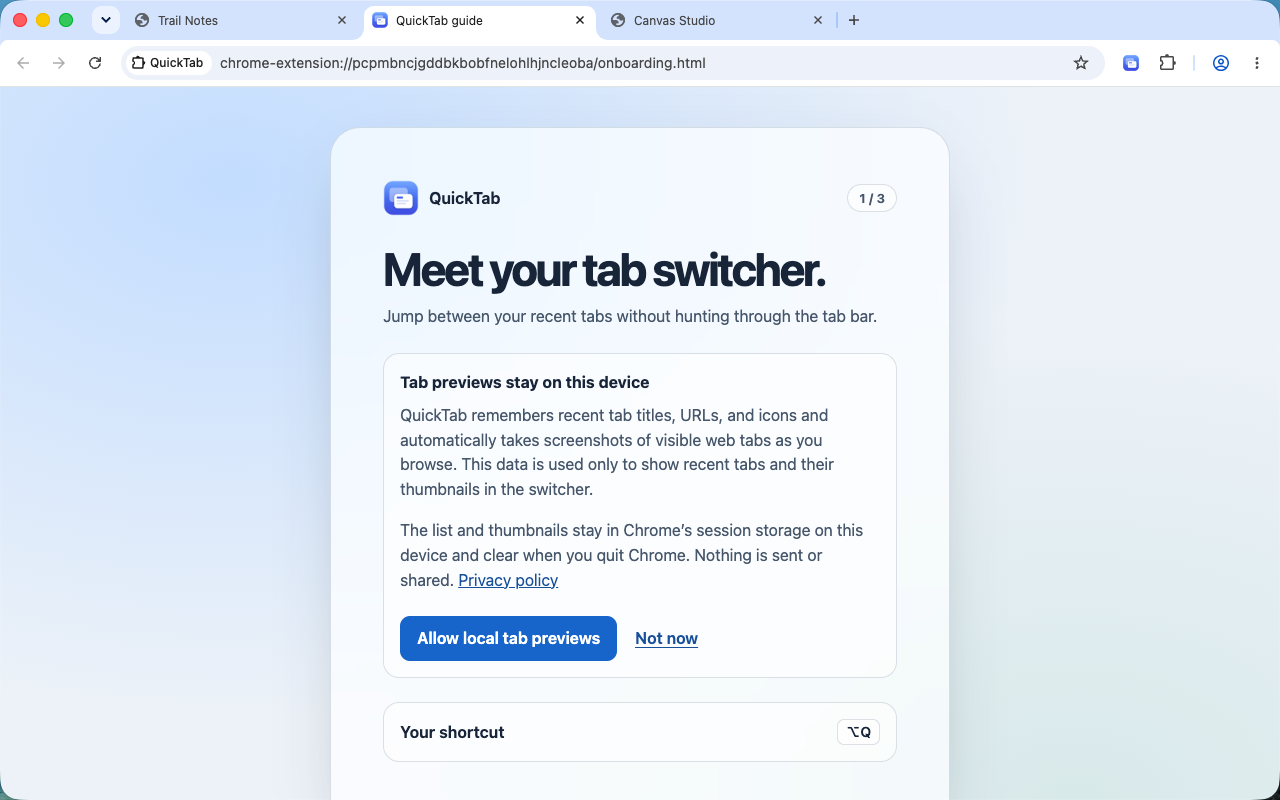 Trail Notes
QuickTab guide
Canvas Studio
QuickTab
chrome-extension://pcpmbncjgddbkbobfnelohlhjncleoba/onboarding.html
QuickTab
1 / 3
Meet your tab switcher.
Jump between your recent tabs without hunting through the tab bar.
Tab previews stay on this device
QuickTab remembers recent tab titles, URLs, and icons and
automatically takes screenshots of visible web tabs as you
browse. This data is used only to show recent tabs and their
thumbnails in the switcher.
The list and thumbnails stay in Chrome’s session storage on this
device and clear when you quit Chrome. Nothing is sent or
shared. Privacy policy
Allow local tab previews
Not now
Your shortcut
⌥Q